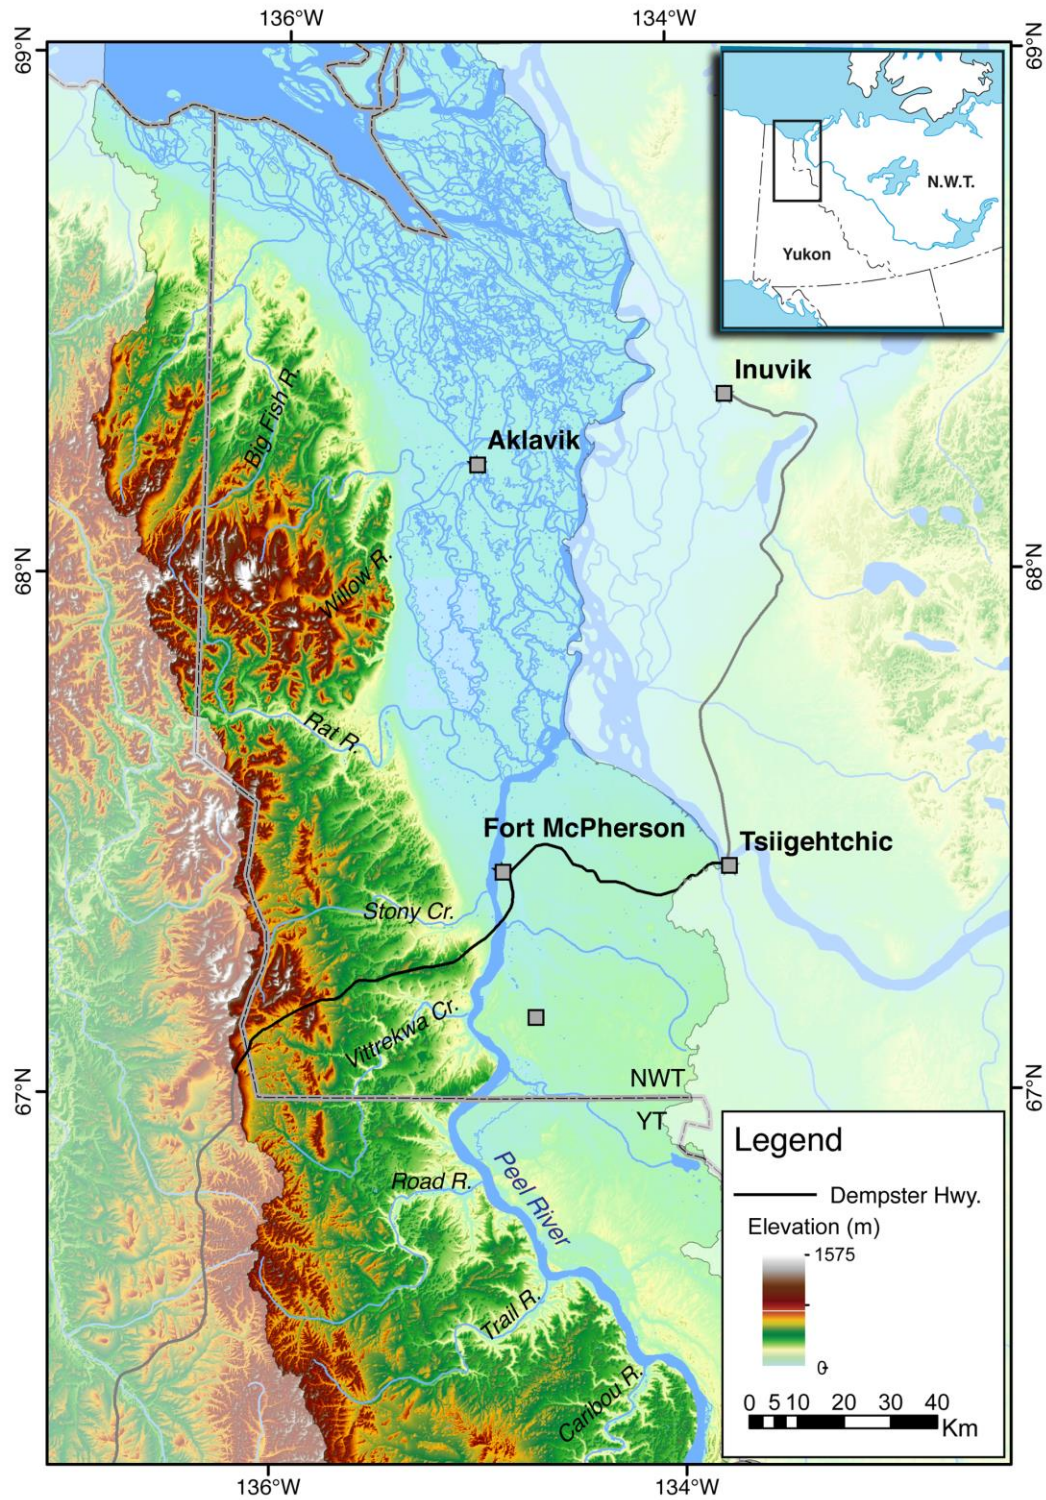 136°W
134°W
69°N
69°N
N.W.T.
Yukon
Inuvik
Big Fish R.
Aklavik
68°N
68°N
Willow R.
Rat R.
Fort McPherson
Tsiigehtchic
Stony Cr.
Vittrekwa Cr.
67°N
67°N
NWT
YT
Road R.
Peel River
Trail R.
Caribou R.
Legend
Dempster Hwy.
Elevation (m)
1575
0
0 5 10 20 30 40
Km
136°W
134°W